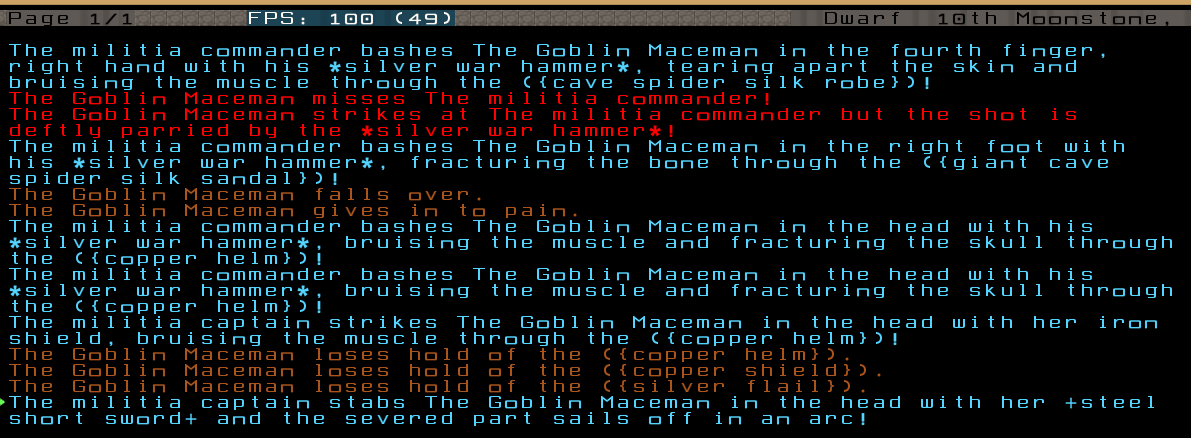 Page 1/1 FPS: 100 (49) Dwarf 10th Moonstone,
The militia commander bashes The Goblin Maceman in the fourth finger,
right hand with his *silver war hammer*, tearing apart the skin and
bruising the muscle through the ({cave spider silk robe})!
The Goblin Maceman misses The militia commander!
The Goblin Maceman strikes at The militia commander but the shot is
deftly parried by the *silver war hammer*!
The militia commander bashes The Goblin Maceman in the right foot with
his *silver war hammer*, fracturing the bone through the ({giant cave
spider silk sandal})!
The Goblin Maceman falls over.
The Goblin Maceman gives in to pain.
The militia commander bashes The Goblin Maceman in the head with his
*silver war hammer*, bruising the muscle and fracturing the skull through
the ({copper helm})!
The militia commander bashes The Goblin Maceman in the head with his
*silver war hammer*, bruising the muscle and fracturing the skull through
the ({copper helm})!
The militia captain strikes The Goblin Maceman in the head with her iron
shield, bruising the muscle through the ({copper helm})!
The Goblin Maceman loses hold of the ({copper helm}).
The Goblin Maceman loses hold of the ({copper shield}).
The Goblin Maceman loses hold of the ({silver flail}).
The militia captain stabs The Goblin Maceman in the head with her +steel
short sword+ and the severed part sails off in an arc!